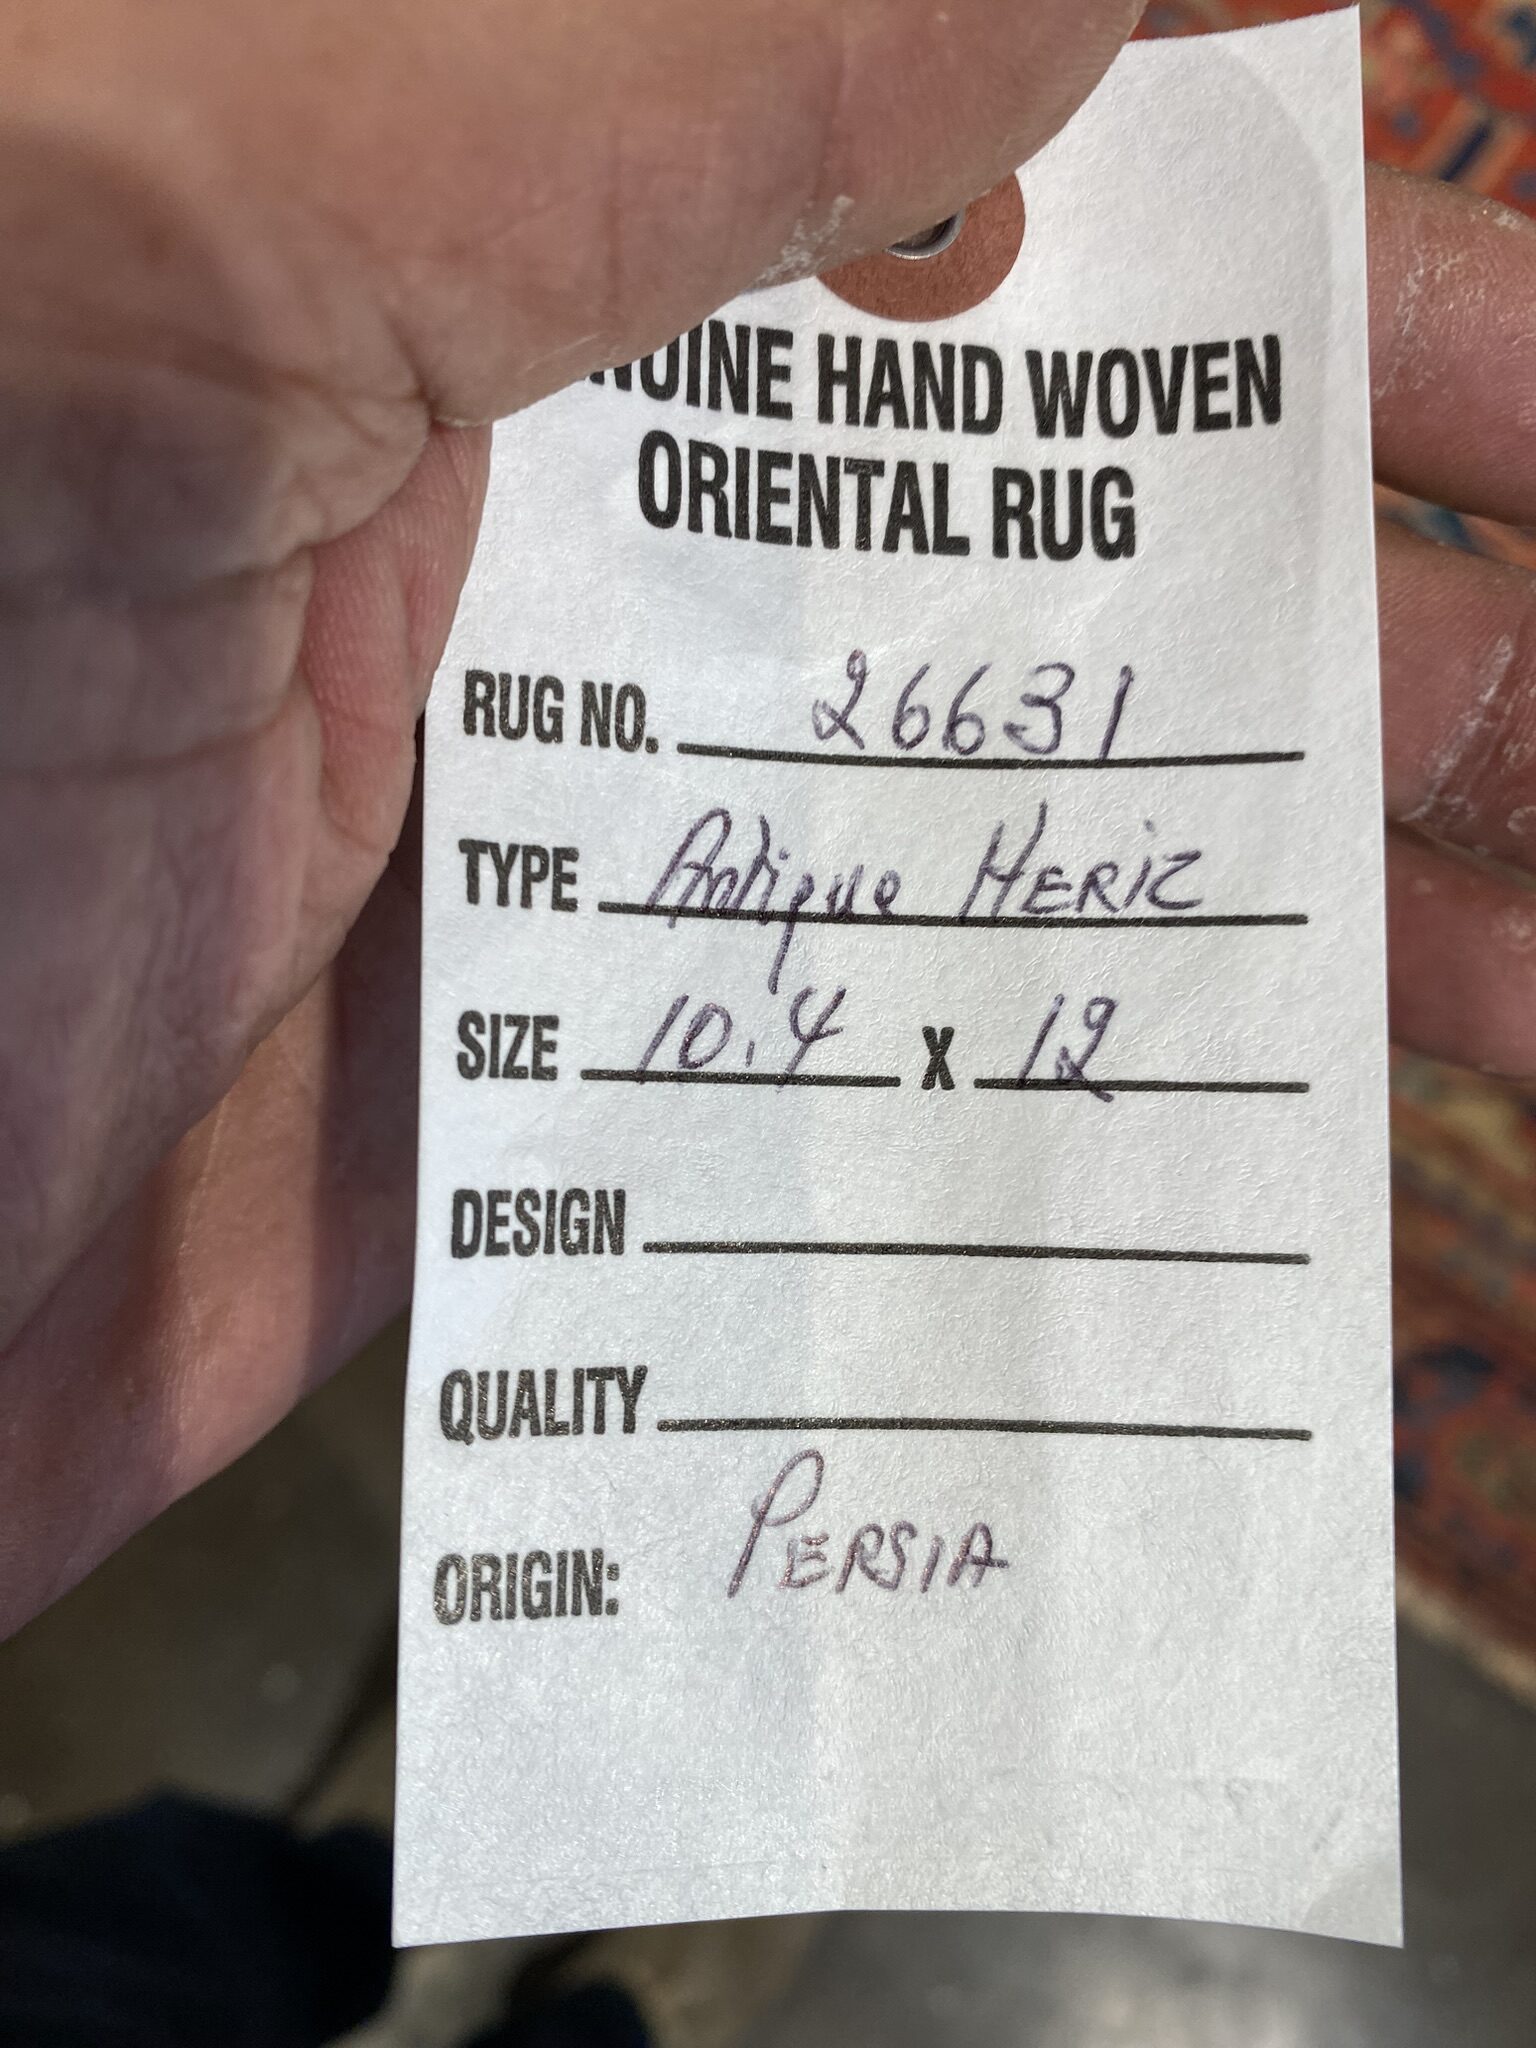 HAND WOVEN
ORIENTAL RUG
RUG NO. 26631
TYPE Antique HERIZ
SIZE 10.4 X 12
DESIGN
QUALITY
ORIGIN: PERSIA